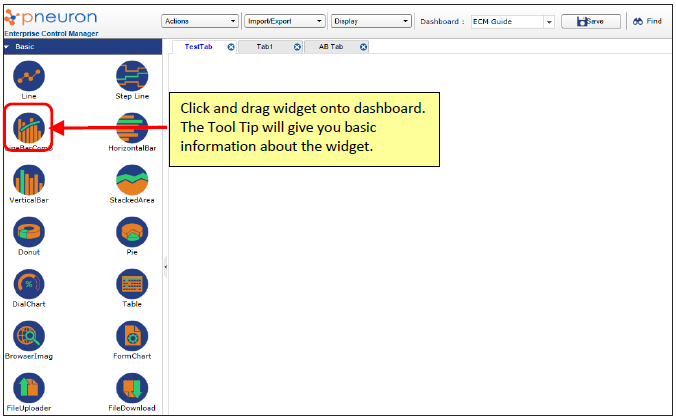 pneuron
Enterprise Control Manager
Actions
Import/Export
Display
Dashboard :
ECM Guide
Save
Find
Basic
TestTab
Tab1
AB Tab
Line
Step Line
Click and drag widget onto dashboard.
The Tool Tip will give you basic
information about the widget.
LineBarComb
HorizontalBar
VerticalBar
StackedArea
Donut
Pie
%
DialChart
Table
BrowserImag
FormChart
FileUploader
FileDownload